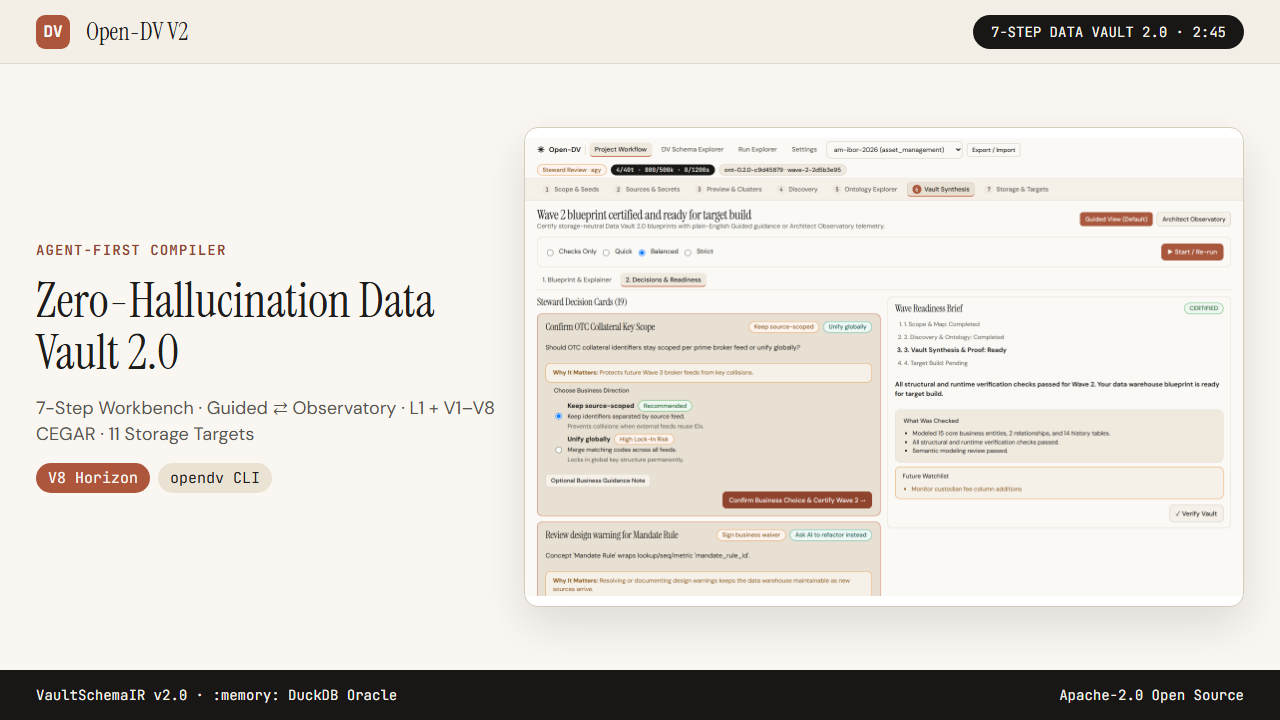 DV Open-DV V2
7-STEP DATA VAULT 2.0 · 2:45
AGENT-FIRST COMPILER
Zero-Hallucination Data
Vault 2.0
7-Step Workbench · Guided ⇄ Observatory · L1 + V1–V8
CEGAR · 11 Storage Targets
V8 Horizon opendv CLI
Open-DV Project Workflow DV Schema Explorer Run Explorer Settings am-ibor-2026 (asset_management) Export / Import
Steward Review · agy 4/40t · 800/500k · 8/1200s
1 Scope & Seeds 2 Sources & Secrets 3 Preview & Clusters 4 Discovery 5 Ontology Explorer 6 Vault Synthesis 7 Storage & Targets
Wave 2 blueprint certified and ready for target build
Certify storage-neutral Data Vault 2.0 blueprints with plain-English Guided guidance or Architect Observatory telemetry.
Guided View (Default) Architect Observatory
Checks Only Quick Balanced Strict
▶ Start / Re-run
1. Blueprint & Explainer 2. Decisions & Readiness
Steward Decision Cards (19)
Confirm OTC Collateral Key Scope Keep source-scoped Unify globally
Should OTC collateral identifiers stay scoped per prime broker feed or unify globally?
Why It Matters: Protects future Wave 3 broker feeds from key collisions.
Choose Business Direction
Keep source-scoped Recommended
Keep identifiers separated by source feed.
Prevents collisions when external feeds reuse IDs.
Unify globally High Lock-In Risk
Merge matching codes across all feeds.
Locks in global key structure permanently.
Optional Business Guidance Note
Confirm Business Choice & Certify Wave 2 →
Review design warning for Mandate Rule Sign business waiver Ask AI to refactor instead
Concept 'Mandate Rule' wraps lookup/seq/metric 'mandate_rule_id'.
Why It Matters: Resolving or documenting design warnings keeps the data warehouse maintainable as new
sources arrive.
Wave Readiness Brief CERTIFIED
1. 1. Scope & Map: Completed
2. 2. Discovery & Ontology: Completed
3. 3. Vault Synthesis & Proof: Ready
4. 4. Target Build: Pending
All structural and runtime verification checks passed for Wave 2. Your data warehouse blueprint is ready
for target build.
What Was Checked
• Modeled 15 core business entities, 2 relationships, and 14 history tables.
• All structural and runtime verification checks passed.
• Semantic modeling review passed.
Future Watchlist
• Monitor custodian fee column additions
✓ Verify Vault
VaultSchemaIR v2.0 · :memory: DuckDB Oracle
Apache-2.0 Open Source